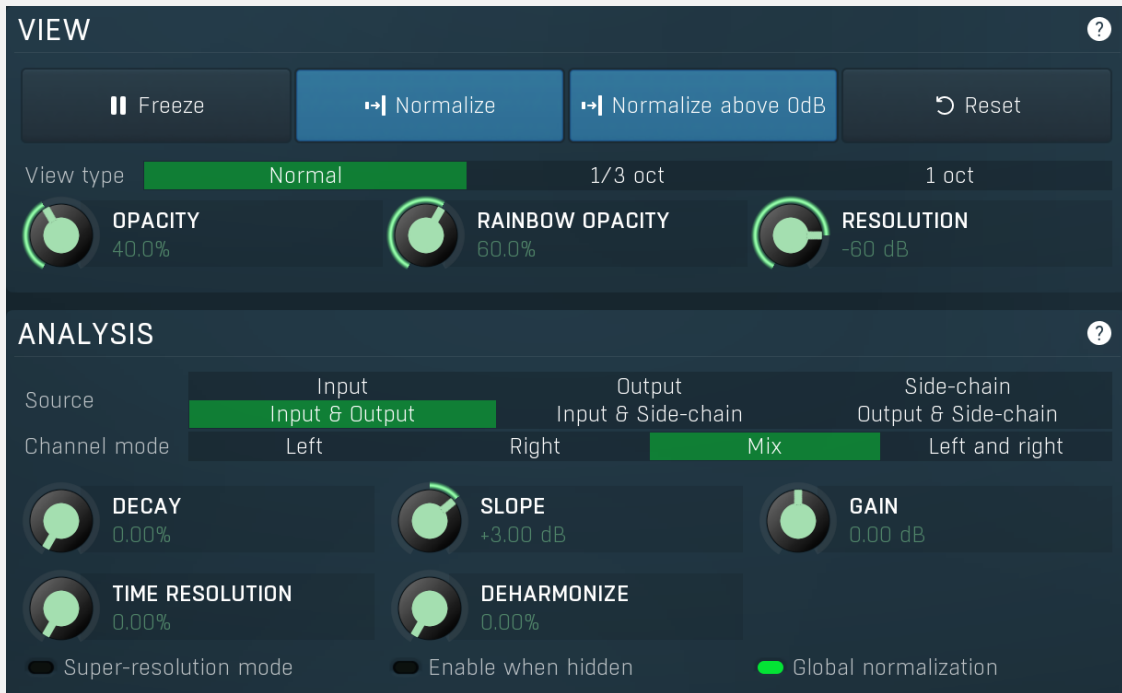 VIEW ?
Freeze Normalize Normalize above 0dB Reset
View type Normal 1/3 oct 1 oct
OPACITY RAINBOW OPACITY RESOLUTION
40.0% 60.0% -60 dB
ANALYSIS ?
Input Output Side-chain
Source
Input & Output Input & Side-chain Output & Side-chain
Channel mode Left Right Mix Left and right
DECAY SLOPE GAIN
0.00% +3.00 dB 0.00 dB
TIME RESOLUTION DEHARMONIZE
0.00% 0.00%
Super-resolution mode Enable when hidden Global normalization